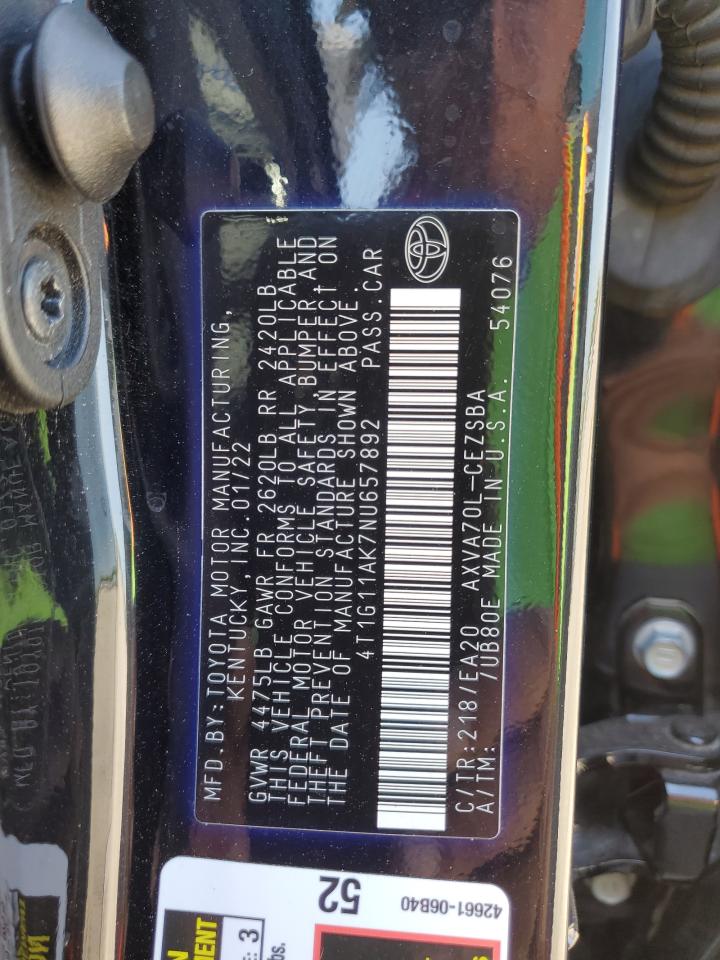 MFD.BY:TOYOTA MOTOR MANUFACTURING,
KENTUCKY, INC. 01/22
GVWR 4475LB GAWR FR 2620LB RR 2420LB
THIS VEHICLE CONFORMS TO ALL APPLICABLE
FEDERAL MOTOR VEHICLE SAFETY, BUMPER AND
THEFT PREVENTION STANDARDS IN EFFECT ON
THE DATE OF MANUFACTURE SHOWN ABOVE.
4T1G11AK7NU657892 PASS.CAR
C/TR:218/EA20 AXVA70L-CEZSBA
A/TM: /UB80E MADE IN U.S.A. 54076
52
42661-06B40
3